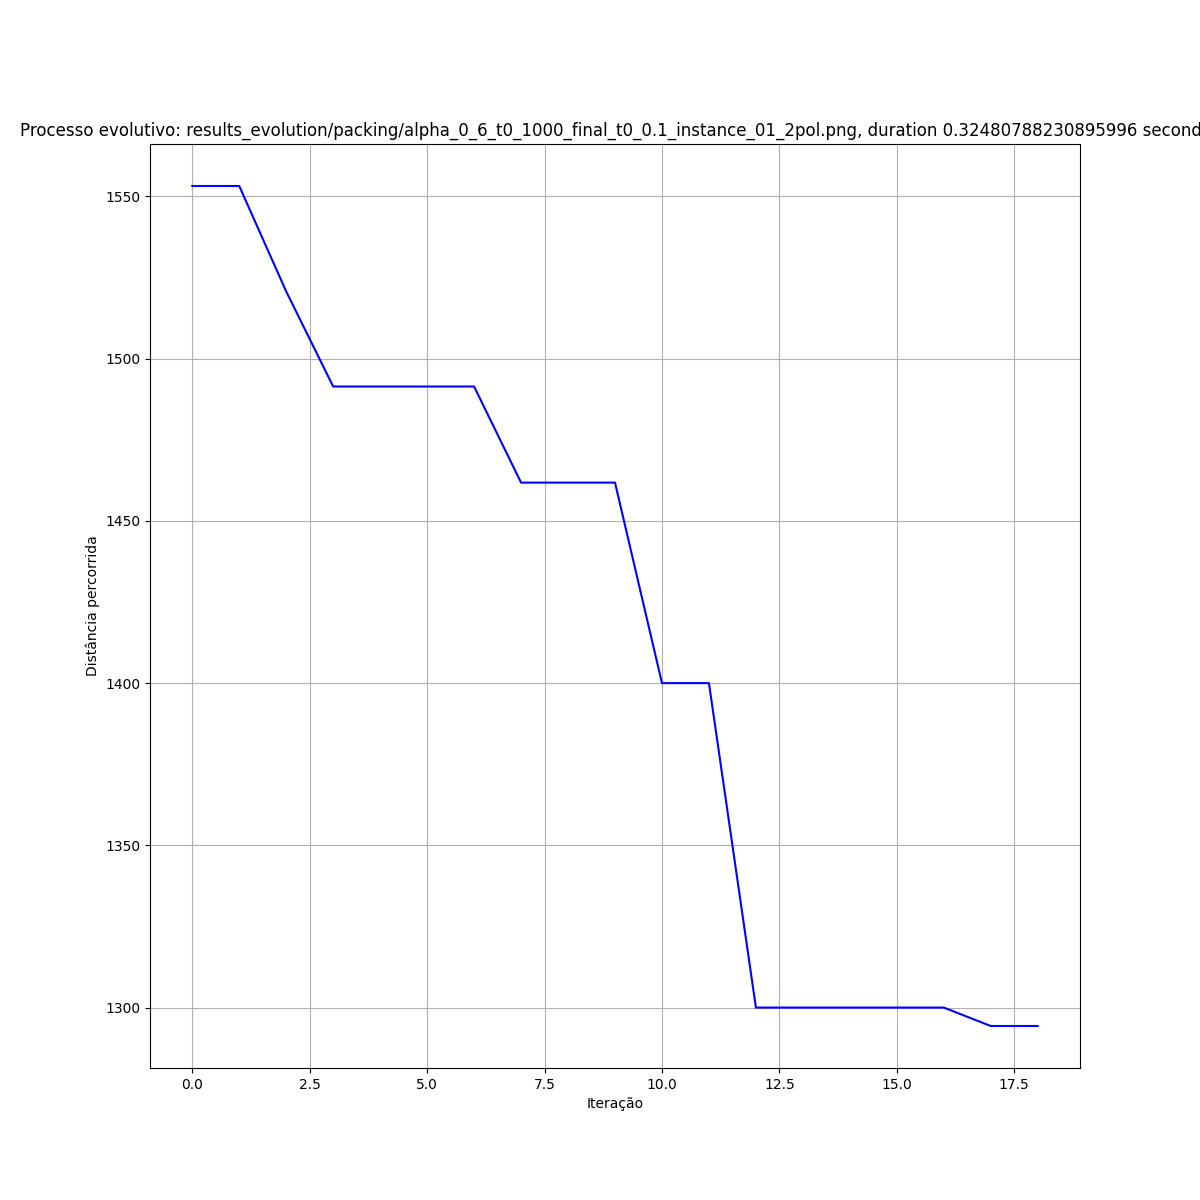 Processo evolutivo: results_evolution/packing/alpha_0_6_t0_1000_final_t0_0.1_instance_01_2pol.png, duration 0.32480788230895996 second
1550
1500
1450
1400
1350
1300
Distância percorrida
0.0 2.5 5.0 7.5 10.0 12.5 15.0 17.5
Iteração